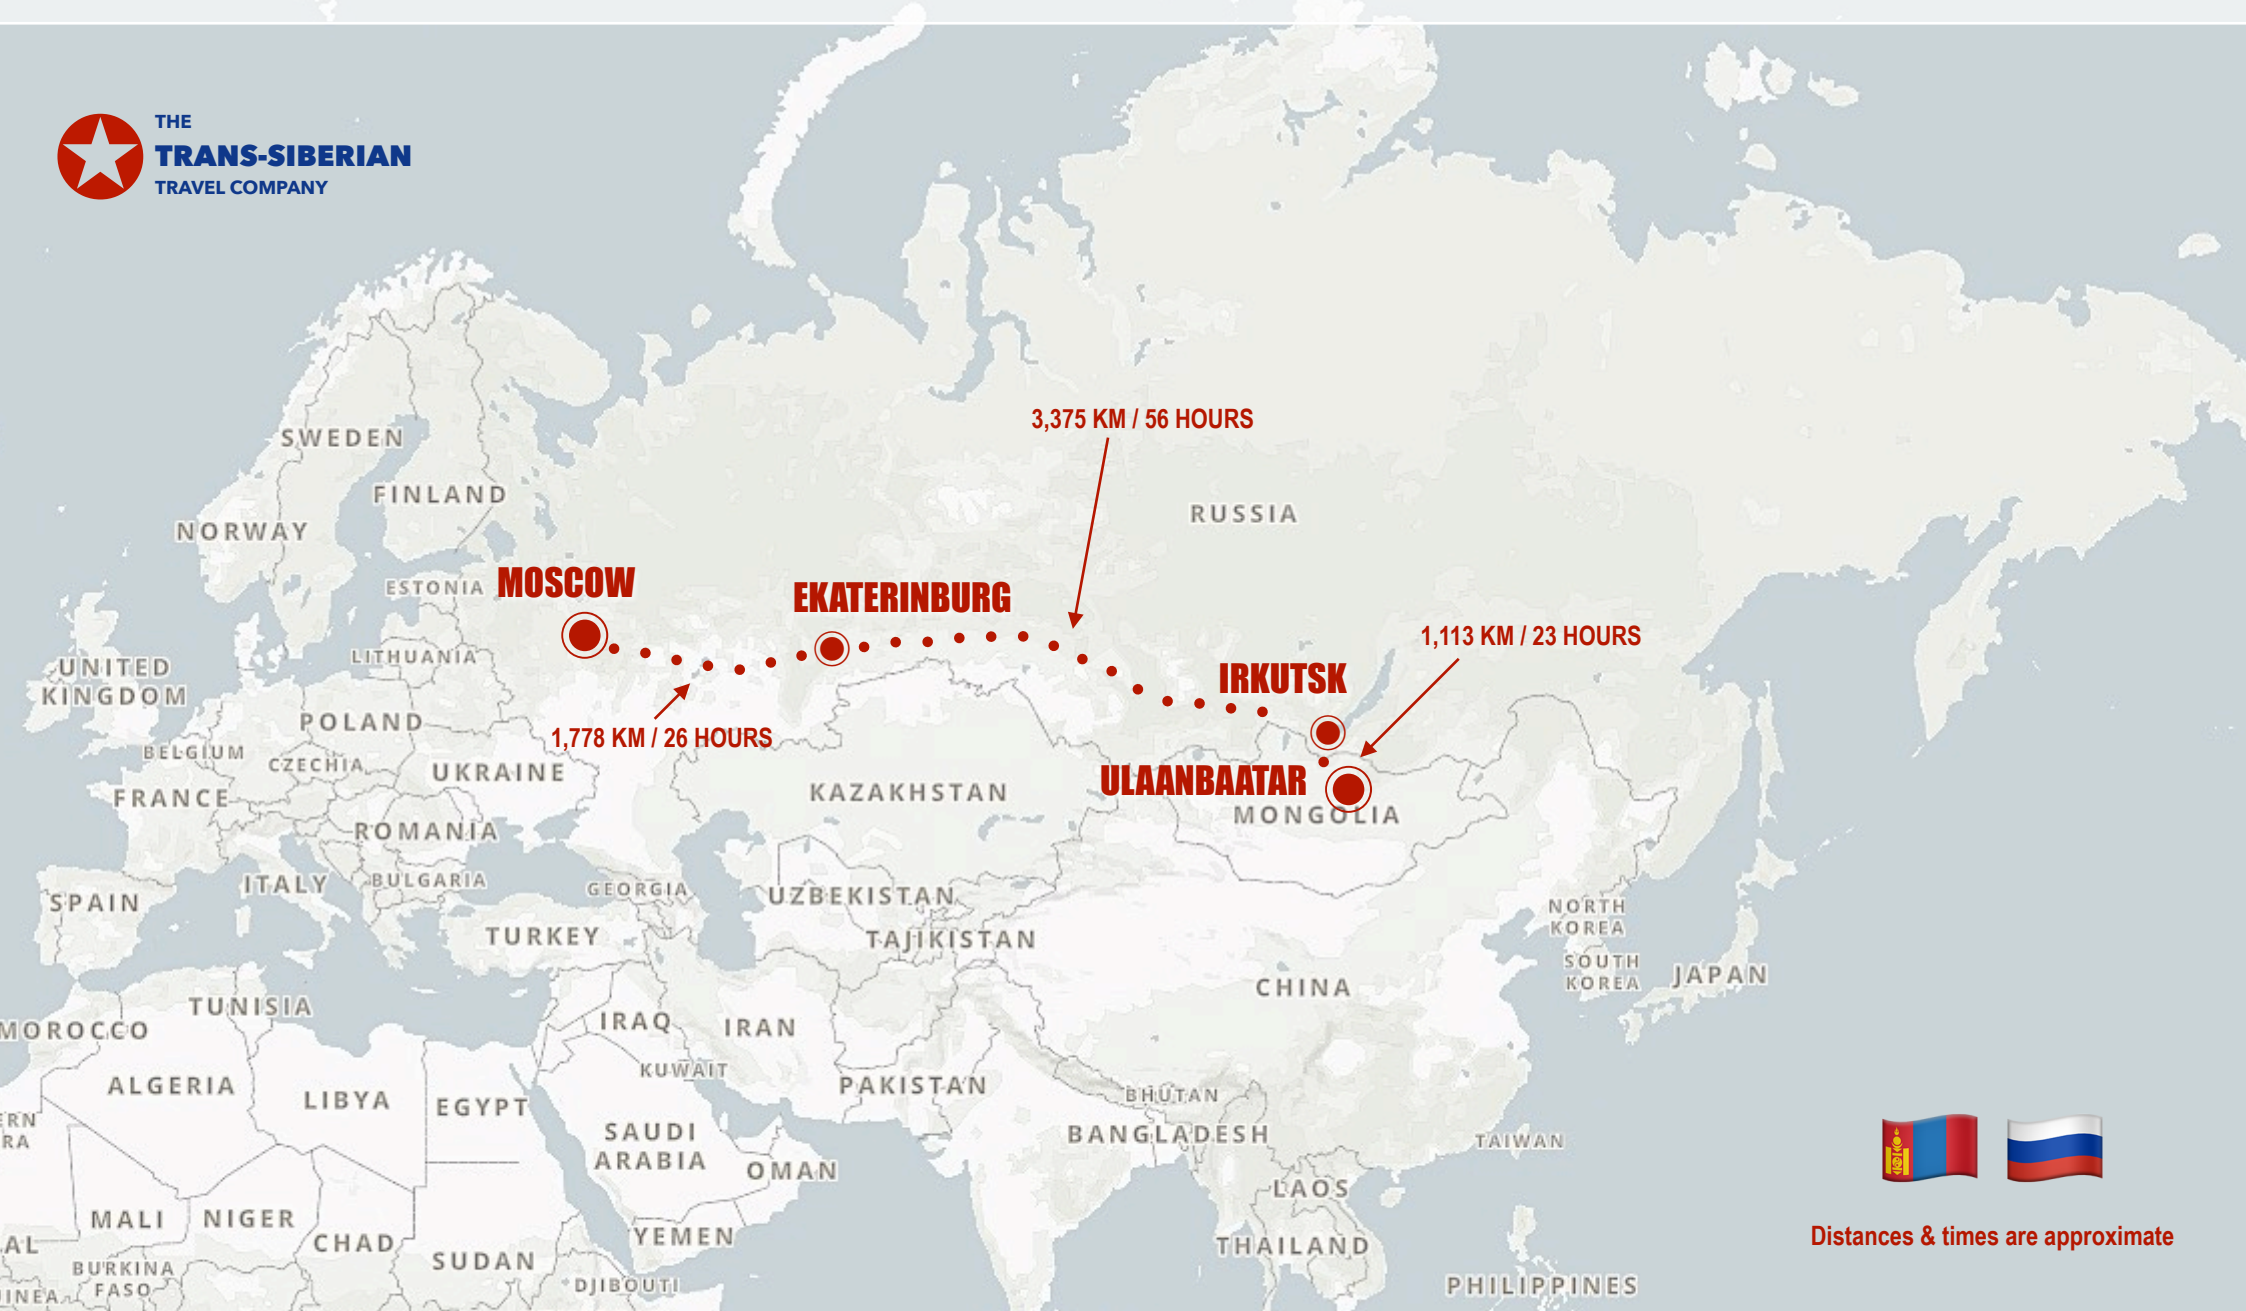 THE
TRANS-SIBERIAN
TRAVEL COMPANY
3,375 KM / 56 HOURS
SWEDEN
FINLAND
RUSSIA
NORWAY
ESTONIA
MOSCOW
EKATERINBURG
1,113 KM / 23 HOURS
LITHUANIA
UNITED
KINGDOM
IRKUTSK
POLAND
1,778 KM / 26 HOURS
BELGIUM
CZECHIA
UKRAINE
ULAANBAATAR
KAZAKHSTAN
FRANCE
MONGOLIA
ROMANIA
ITALY
BULGARIA
GEORGIA
UZBEKISTAN
SPAIN
NORTH
KOREA
TURKEY
TAJIKISTAN
SOUTH
KOREA
JAPAN
CHINA
TUNISIA
MOROCCO
IRAQ
IRAN
KUWAIT
ALGERIA
LIBYA
EGYPT
PAKISTAN
BHUTAN
ERN
RA
SAUDI
ARABIA
BANGLADESH
TAIWAN
OMAN
LAOS
MALI
NIGER
CHAD
YEMEN
Distances & times are approximate
AL
THAILAND
SUDAN
BURKINA
FASO
DJIBOUTI
PHILIPPINES
INEA